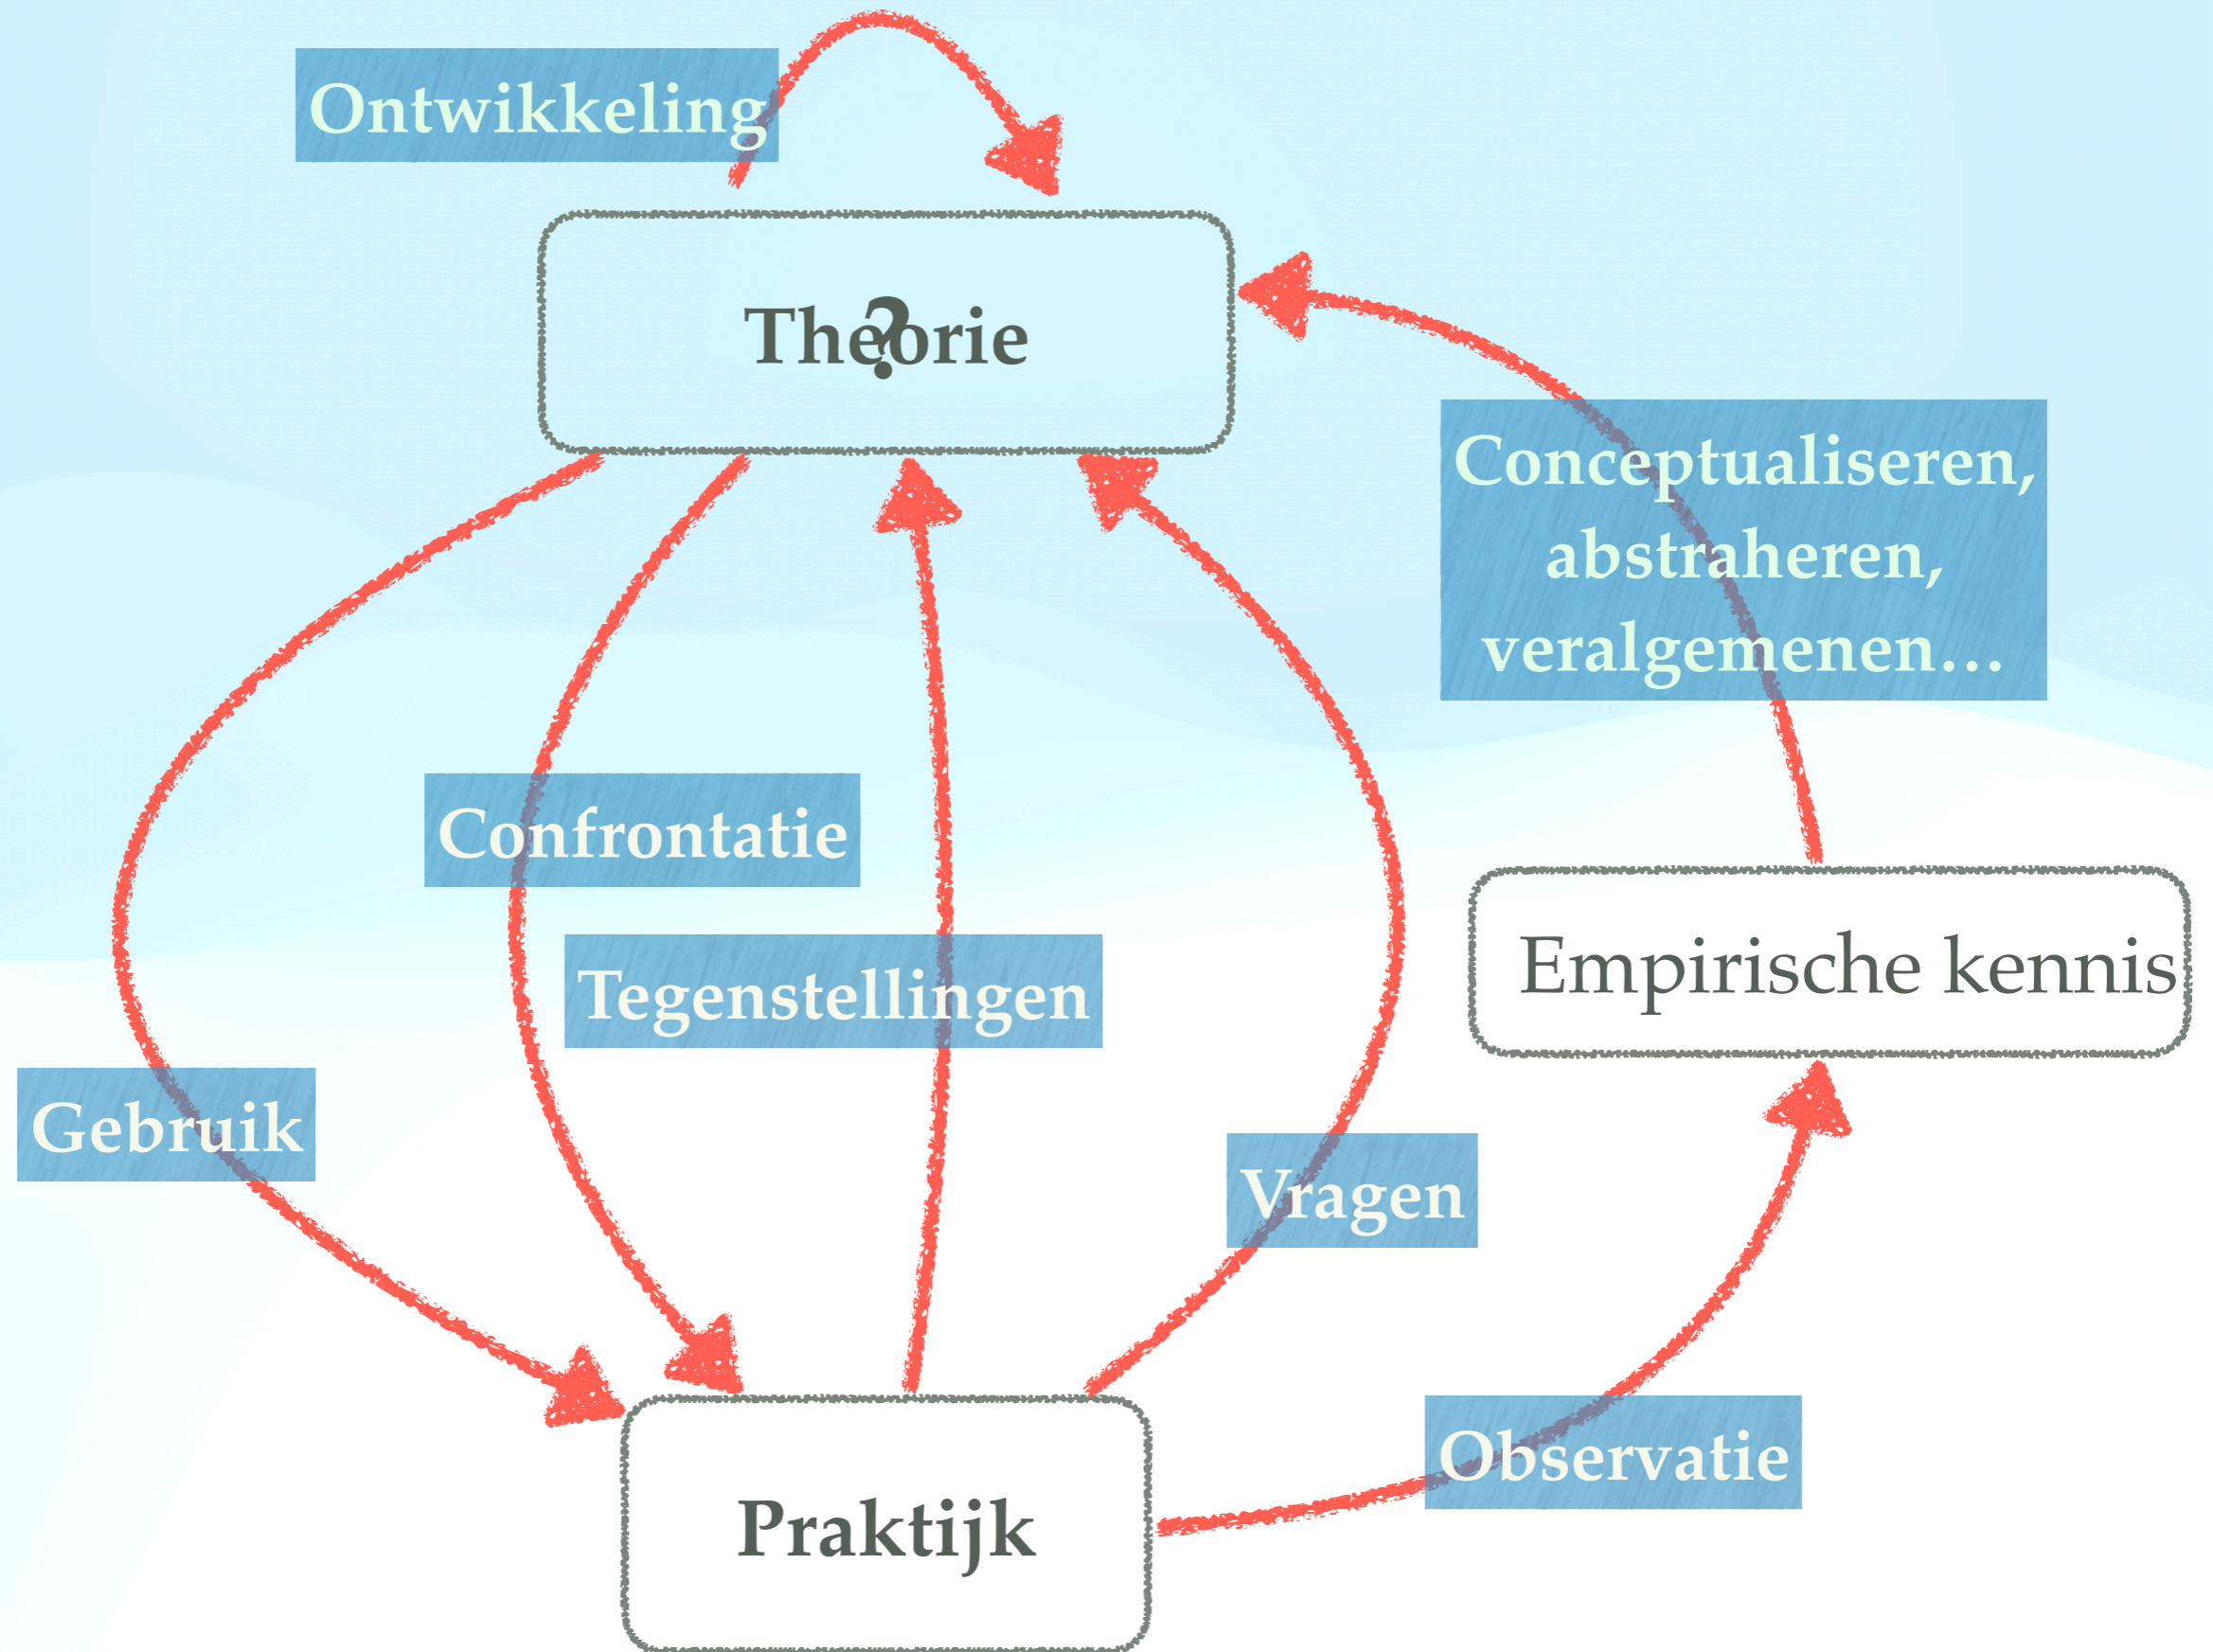 Ontwikkeling
Theorie
?
Conceptualiseren,
abstraheren,
veralgemenen…
Confrontatie
Empirische kennis
Tegenstellingen
Gebruik
Vragen
Observatie
Praktijk